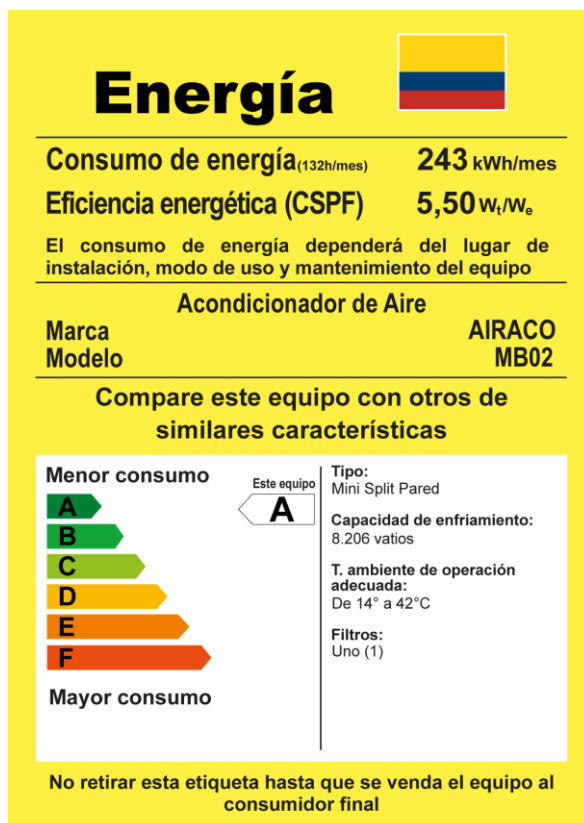 Energía
Consumo de energía(132h/mes) 243 kWh/mes
Eficiencia energética (CSPF) 5,50 Wt/We
El consumo de energía dependerá del lugar de
instalación, modo de uso y mantenimiento del equipo
Acondicionador de Aire
Marca AIRACO
Modelo MB02
Compare este equipo con otros de
similares características
Menor consumo
A
B
C
D
E
F
Mayor consumo
Este equipo
A
Tipo:
Mini Split Pared
Capacidad de enfriamiento:
8.206 vatios
T. ambiente de operación
adecuada:
De 14° a 42°C
Filtros:
Uno (1)
No retirar esta etiqueta hasta que se venda el equipo al
consumidor final